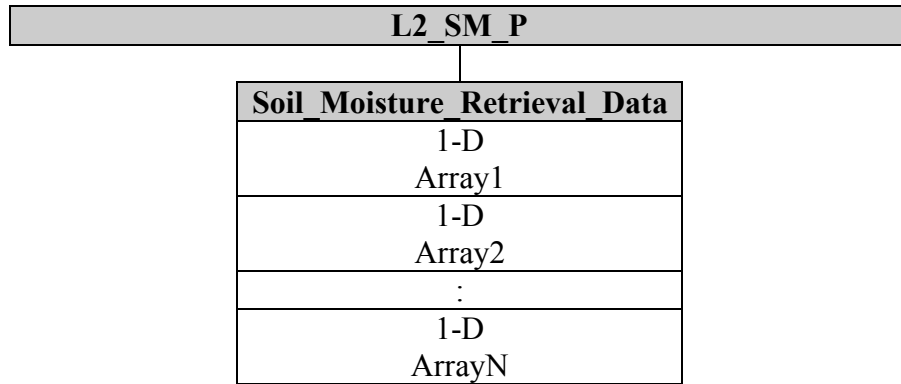 L2_SM_P
Soil_Moisture_Retrieval_Data
1-D
Array1
1-D
Array2
:
1-D
ArrayN